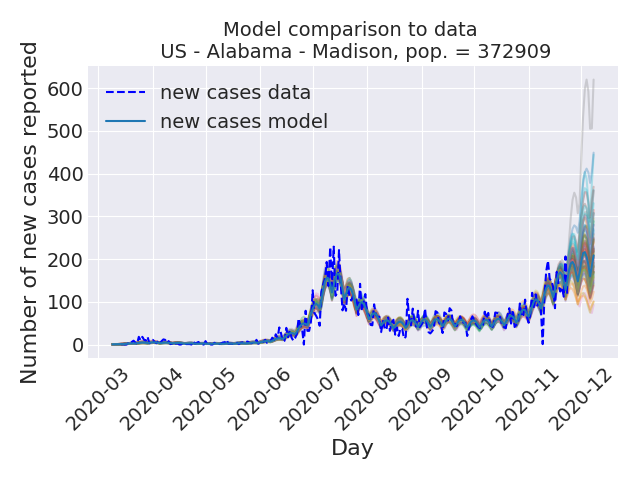 Model comparison to data
US - Alabama - Madison, pop. = 372909
Number of new cases reported
600
500
400
300
200
100
0
new cases data
new cases model
2020-03
2020-04
2020-05
2020-06
2020-07
2020-08
2020-09
2020-10
2020-11
2020-12
Day